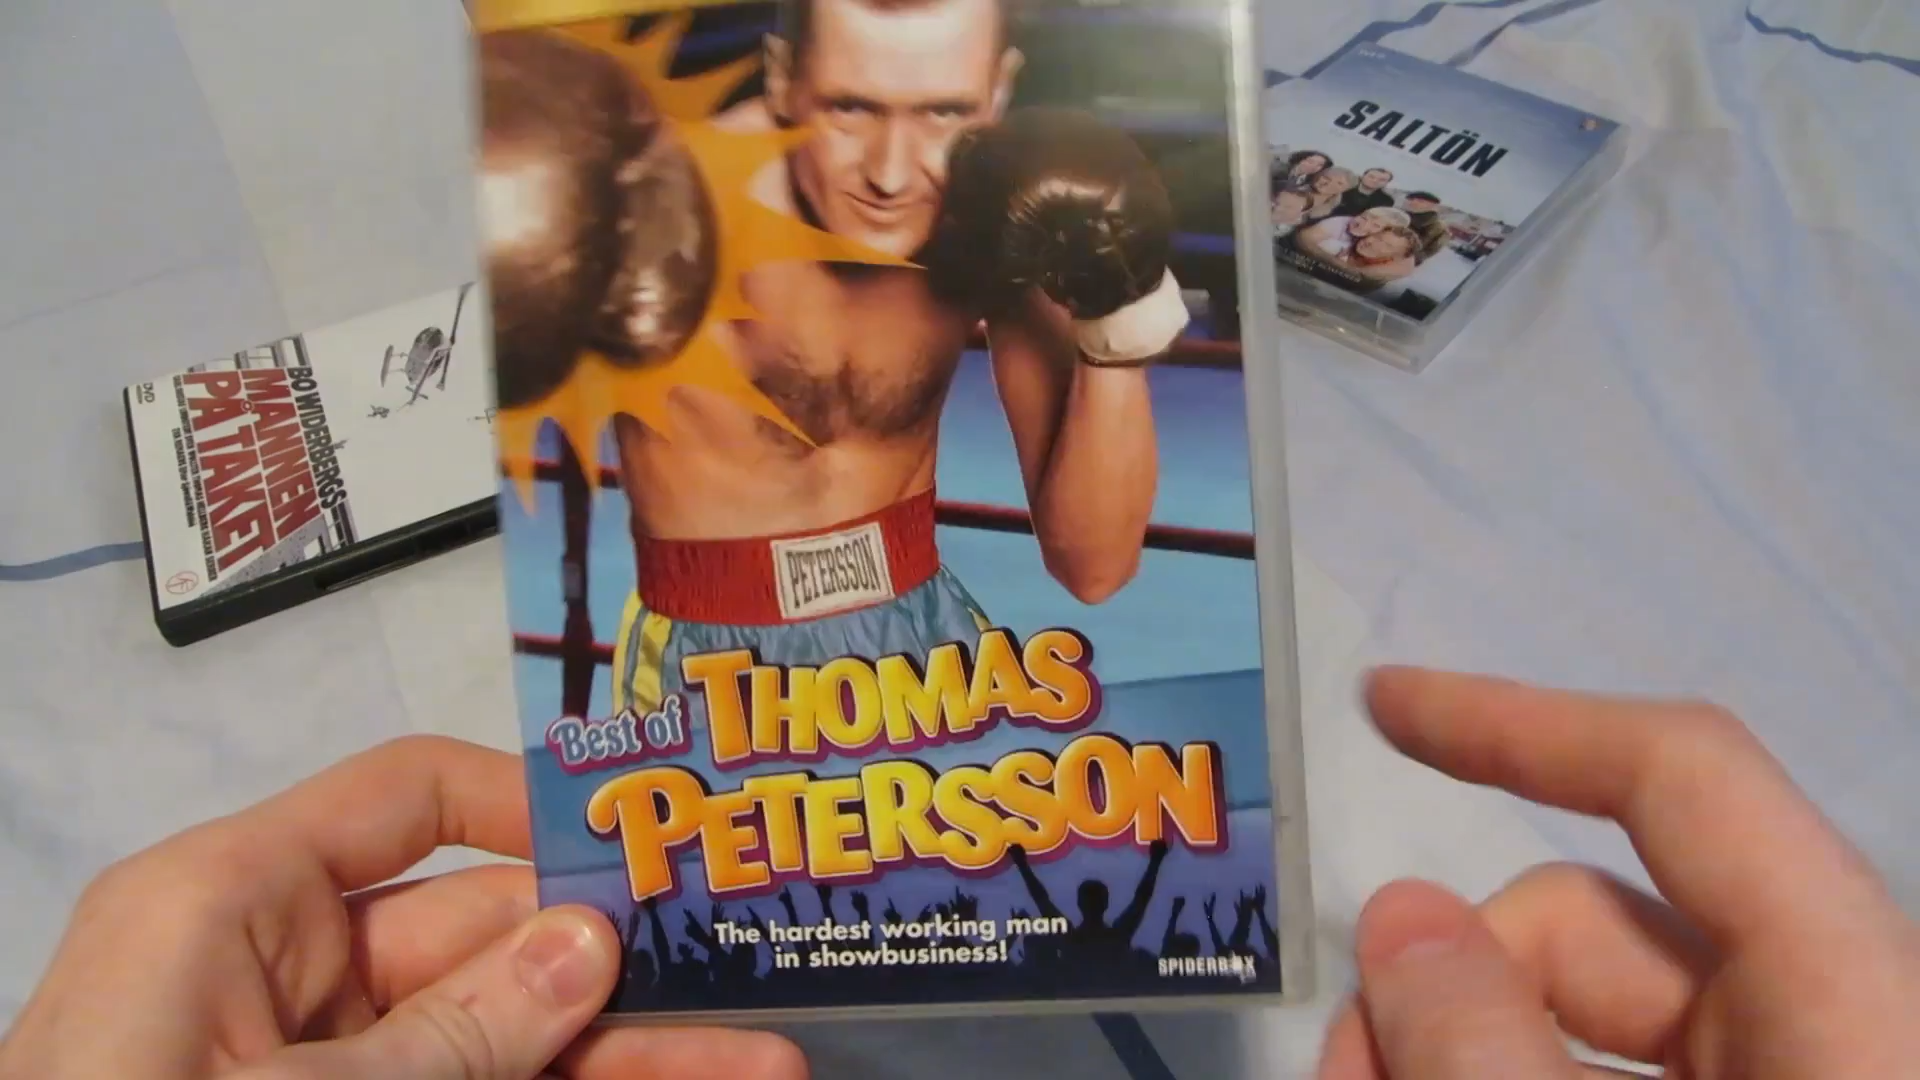 SALTÖN
DVD
BO WIDERBERGS
MANNEN
PÅ TAKET
PETERSSON
Best of THOMAS
PETERSSON
The hardest working man
in showbusiness!
SPIDERBOX